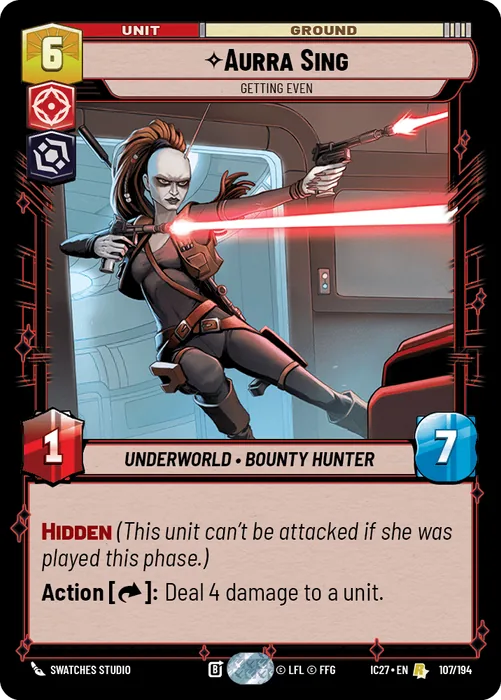 UNIT GROUND
6
✧AURRA SING
GETTING EVEN
1
7
UNDERWORLD • BOUNTY HUNTER
HIDDEN (This unit can't be attacked if she was
played this phase.)
Action [↷]: Deal 4 damage to a unit.
SWATCHES STUDIO B © LFL © FFG IC27 • EN R 107/194